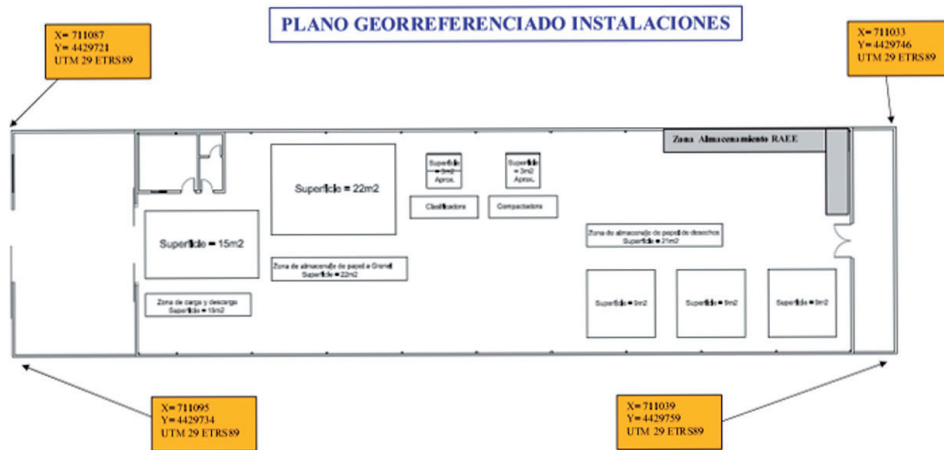 PLANO GEORREFERENCIADO INSTALACIONES
X= 711087
Y= 4429721
UTM 29 ETRS89
X= 711033
Y= 4429746
UTM 29 ETRS89
Zona Almacenamiento RAEE
Superficie = 22m2
Superficie
Aprox.
Superficie
= 3m2
Aprox.
Clasificadora
Compactadora
Superficie = 15m2
Zona de almacenaje de papel a Granel
Superficie = 22m2
Zona de almacenaje de papel de desechos
Superficie = 21m2
Zona de carga y descarga
Superficie = 15m2
Superficie = 9m2
Superficie = 9m2
Superficie = 9m2
X= 711095
Y= 4429734
UTM 29 ETRS89
X= 711039
Y= 4429759
UTM 29 ETRS89